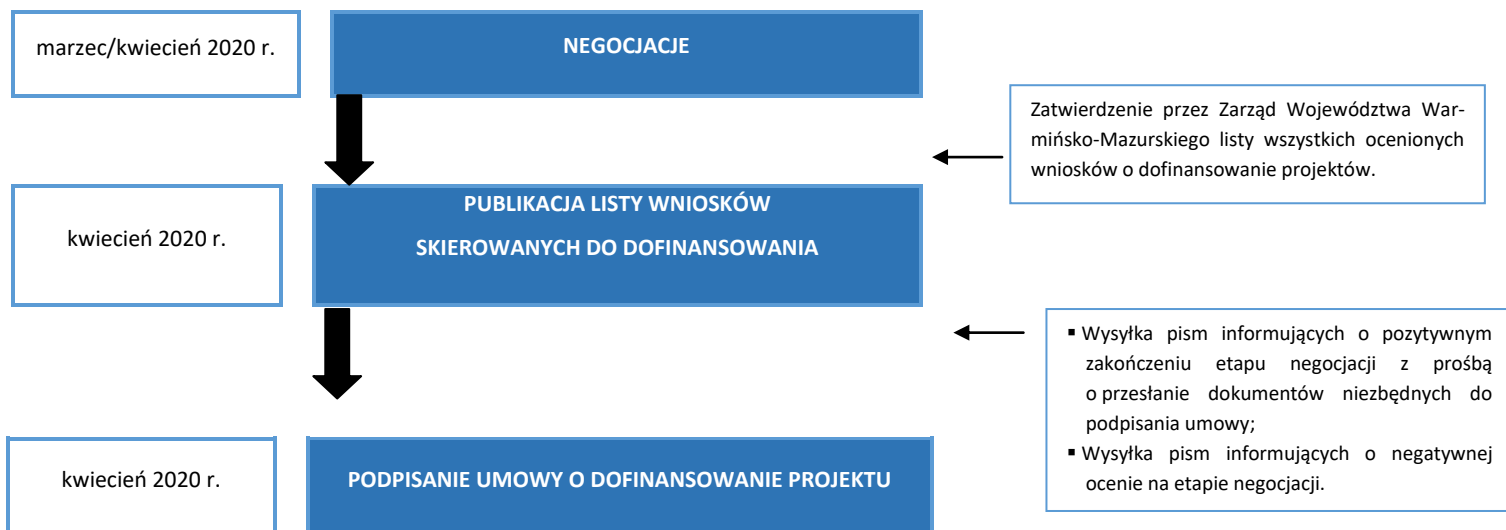 marzec/kwiecień 2020 r.
NEGOCJACJE
Zatwierdzenie przez Zarząd Województwa War-
mińsko-Mazurskiego listy wszystkich ocenionych
wniosków o dofinansowanie projektów.
kwiecień 2020 r.
PUBLIKACJA LISTY WNIOSKÓW
SKIEROWANYCH DO DOFINANSOWANIA
▪ Wysyłka pism informujących o pozytywnym
zakończeniu etapu negocjacji z prośbą
o przesłanie dokumentów niezbędnych do
podpisania umowy;
▪ Wysyłka pism informujących o negatywnej
ocenie na etapie negocjacji.
kwiecień 2020 r.
PODPISANIE UMOWY O DOFINANSOWANIE PROJEKTU